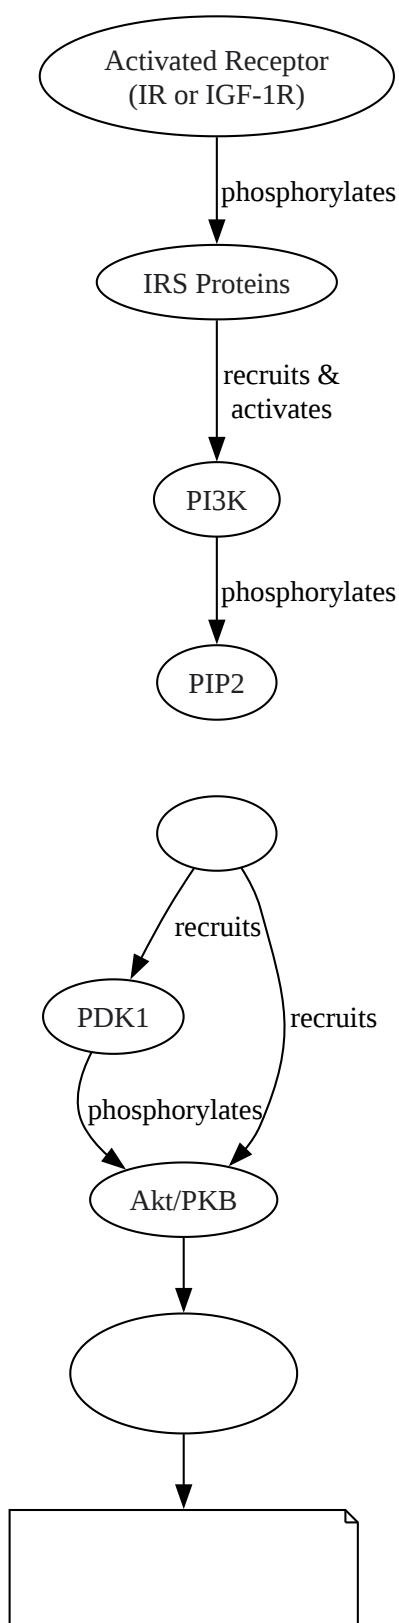 Activated Receptor
(IR or IGF-1R)
phosphorylates
IRS Proteins
recruits &
activates
PI3K
phosphorylates
PIP2
recruits
PDK1
recruits
phosphorylates
Akt/PKB